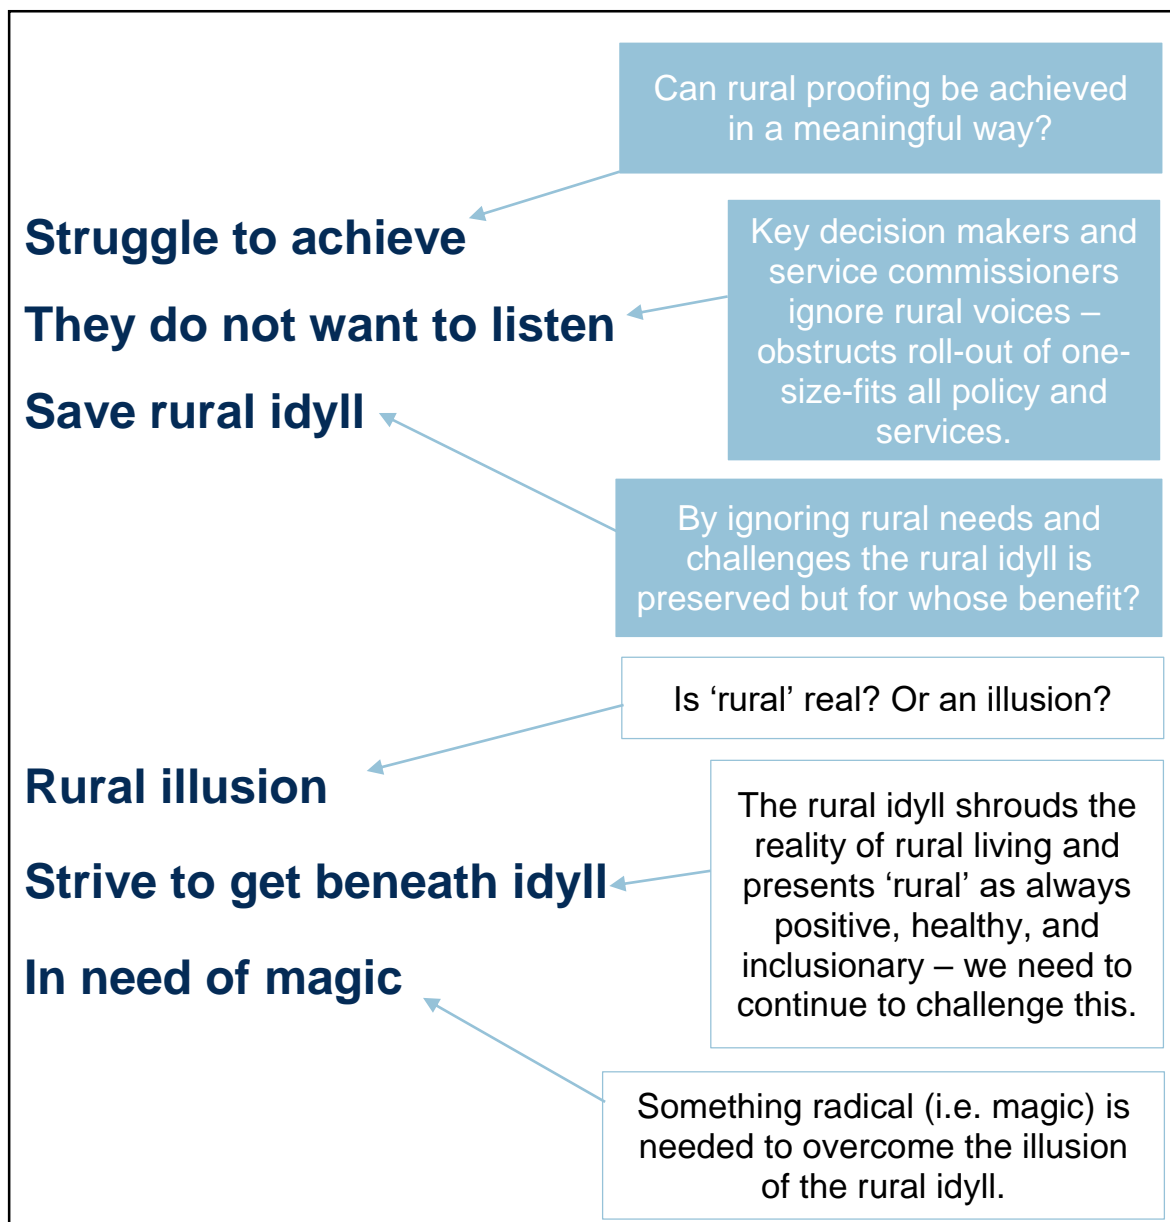 Can rural proofing be achieved
in a meaningful way?
Struggle to achieve
Key decision makers and
service commissioners
ignore rural voices –
obstructs roll-out of one-
size-fits all policy and
services.
They do not want to listen
Save rural idyll
By ignoring rural needs and
challenges the rural idyll is
preserved but for whose benefit?
Is ‘rural’ real? Or an illusion?
Rural illusion
The rural idyll shrouds the
reality of rural living and
presents ‘rural’ as always
positive, healthy, and
inclusionary – we need to
continue to challenge this.
Strive to get beneath idyll
In need of magic
Something radical (i.e. magic) is
needed to overcome the illusion
of the rural idyll.